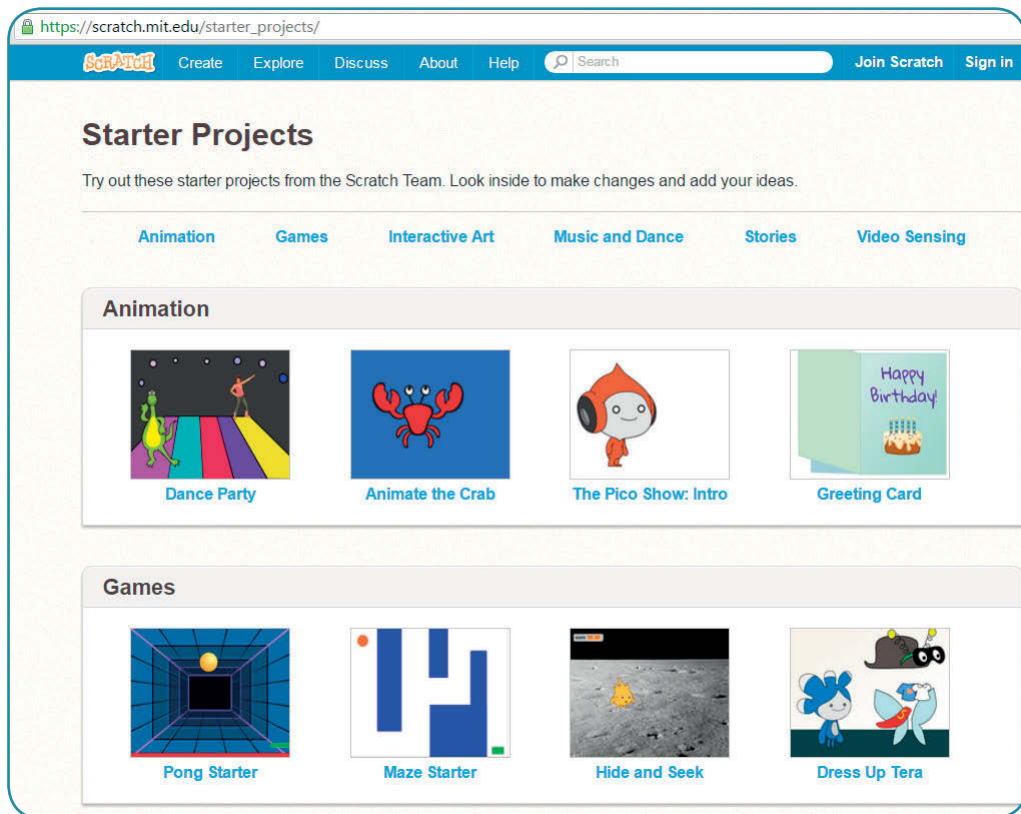 https://scratch.mit.edu/starter_projects/
SCRATCH Create Explore Discuss About Help Search Join Scratch Sign in
Starter Projects
Try out these starter projects from the Scratch Team. Look inside to make changes and add your ideas.
Animation Games Interactive Art Music and Dance Stories Video Sensing
Animation
Happy
Birthday!
Dance Party Animate the Crab The Pico Show: Intro Greeting Card
Games
S
Pong Starter Maze Starter Hide and Seek Dress Up Tera